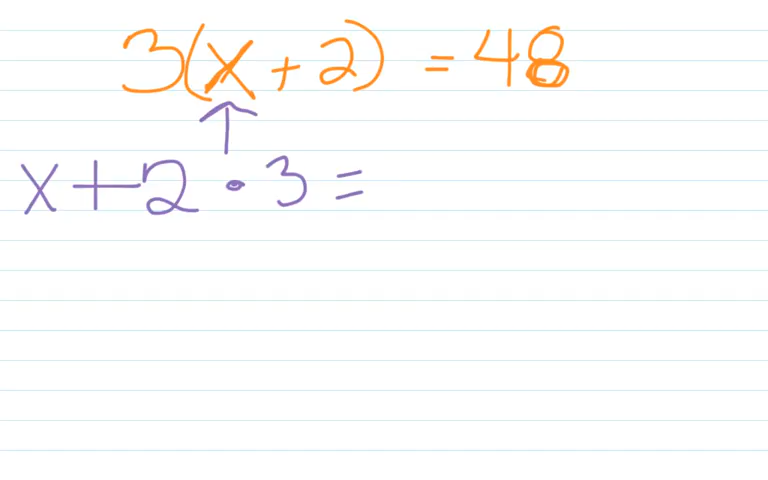 3(x+2) = 48
x+2·3=